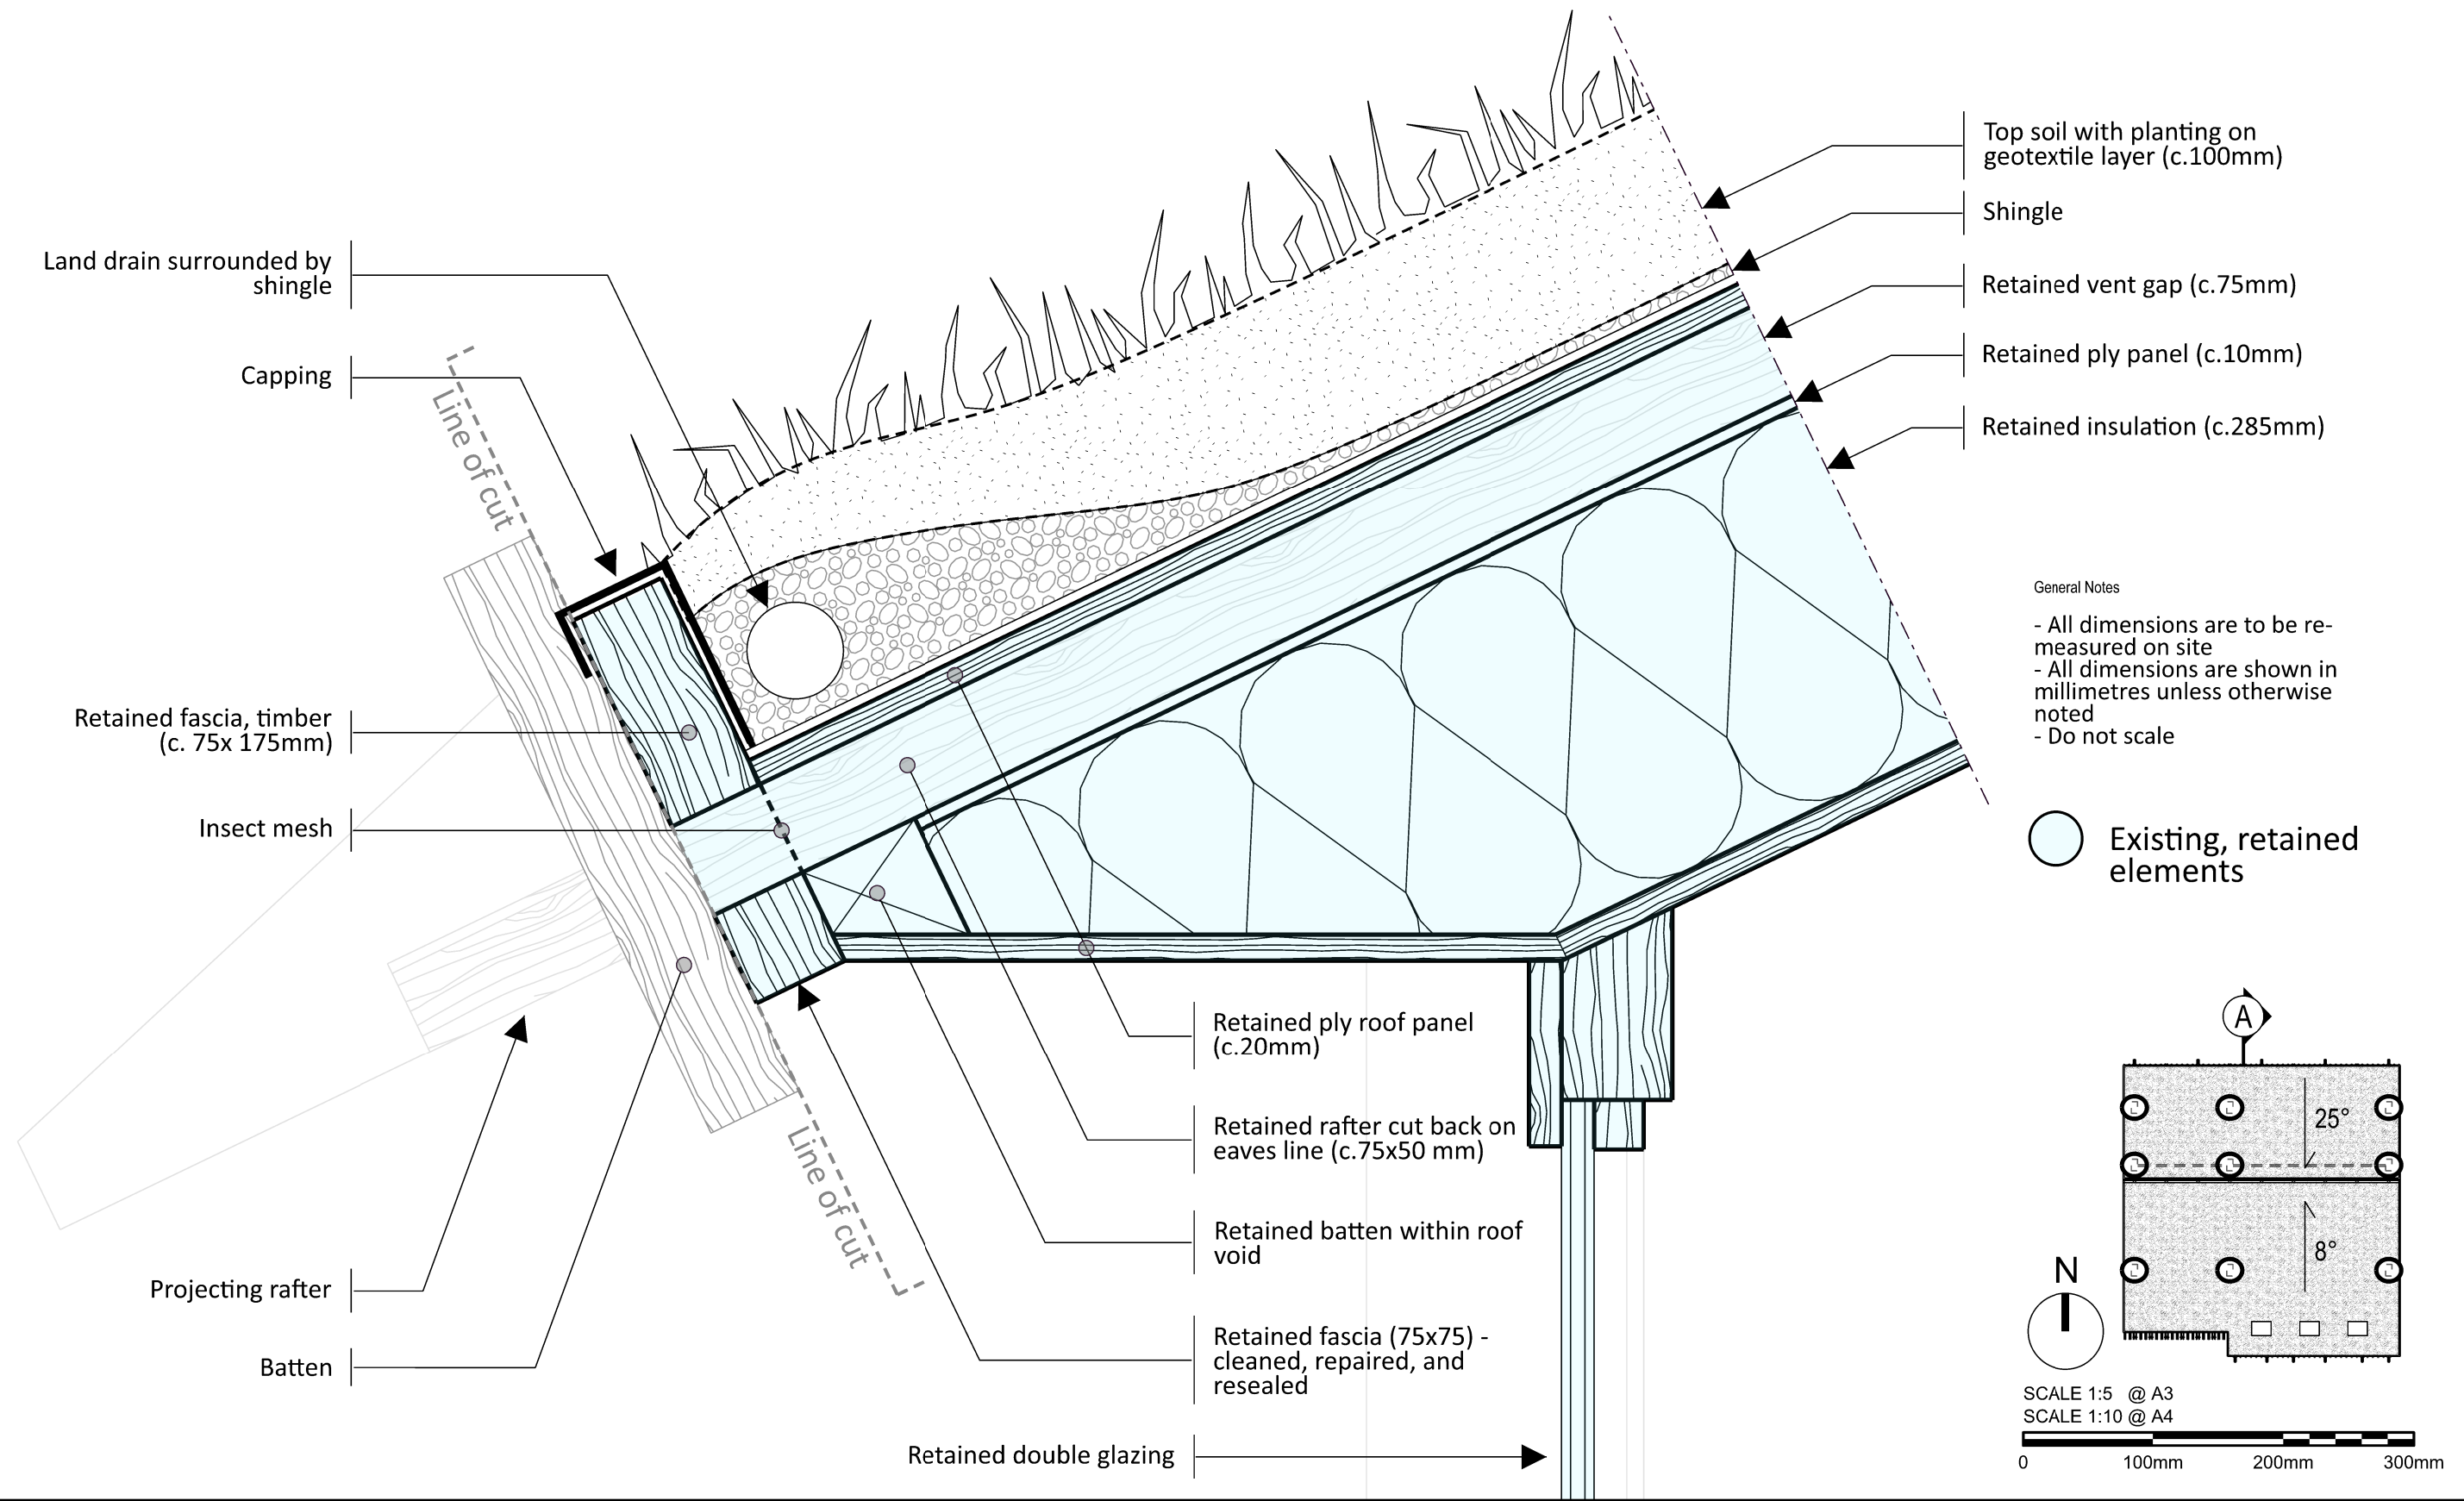 Land drain surrounded by
shingle
Capping
Line of cut
Retained fascia, timber
(c. 75x 175mm)
Insect mesh
Projecting rafter
Batten
Line of cut
Retained ply roof panel
(c.20mm)
Retained rafter cut back on
eaves line (c.75x50 mm)
Retained batten within roof
void
Retained fascia (75x75) -
cleaned, repaired, and
resealed
Retained double glazing
Top soil with planting on
geotextile layer (c.100mm)
Shingle
Retained vent gap (c.75mm)
Retained ply panel (c.10mm)
Retained insulation (c.285mm)
General Notes
- All dimensions are to be re-
measured on site
- All dimensions are shown in
millimetres unless otherwise
noted
- Do not scale
Existing, retained
elements
A
25°
8°
N
SCALE 1:5 @ A3
SCALE 1:10 @ A4
0 100mm 200mm 300mm